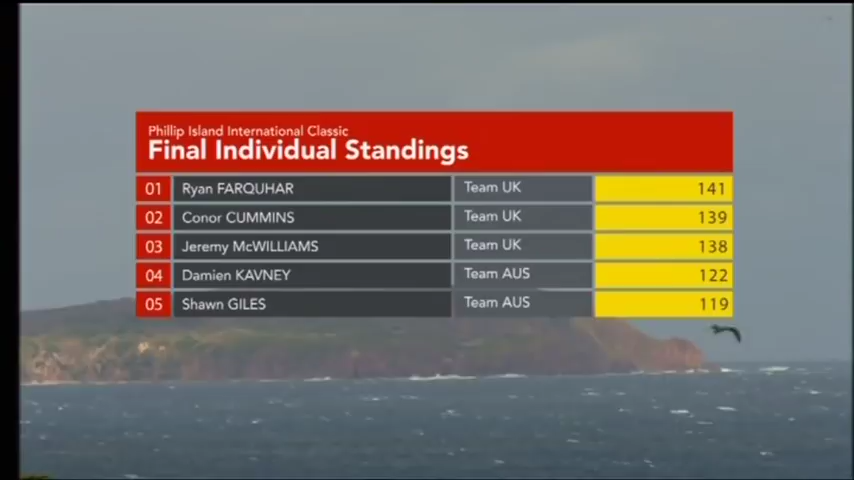 Phillip Island International Classic
Final Individual Standings
01 Ryan FARQUHAR Team UK 141
02 Conor CUMMINS Team UK 139
03 Jeremy McWILLIAMS Team UK 138
04 Damien KAVNEY Team AUS 122
05 Shawn GILES Team AUS 119